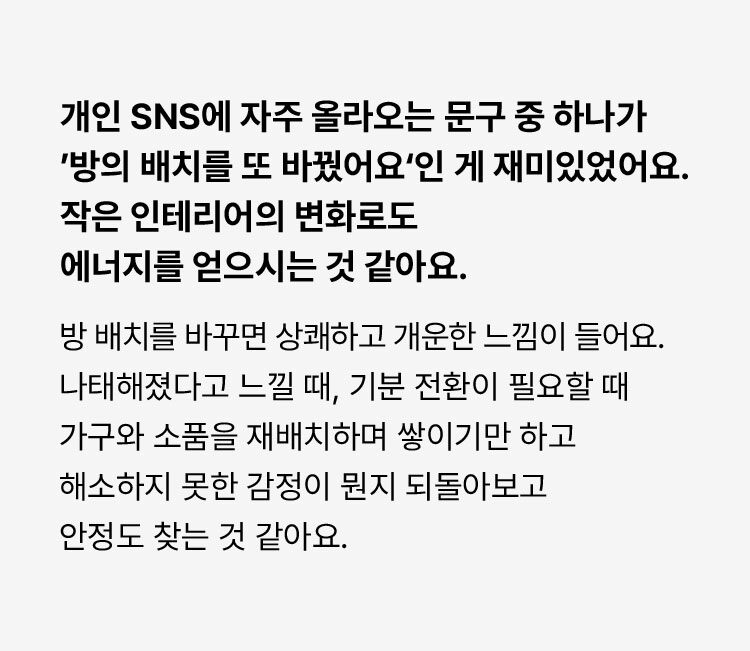 개인 SNS에 자주 올라오는 문구 중 하나가
’방의 배치를 또 바꿨어요‘인 게 재미있었어요.
작은 인테리어의 변화로도
에너지를 얻으시는 것 같아요.
방 배치를 바꾸면 상쾌하고 개운한 느낌이 들어요.
나태해졌다고 느낄 때, 기분 전환이 필요할 때
가구와 소품을 재배치하며 쌓이기만 하고
해소하지 못한 감정이 뭔지 되돌아보고
안정도 찾는 것 같아요.